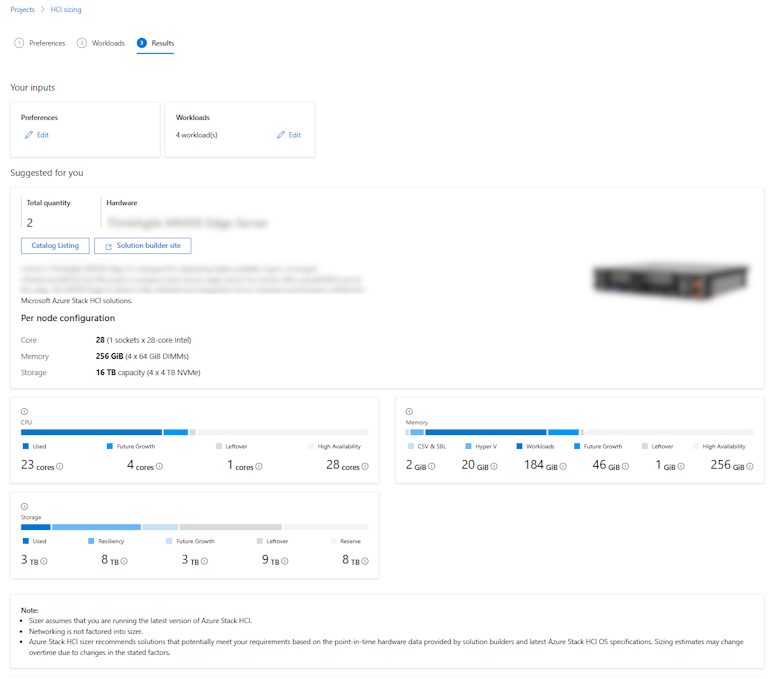 Projects > HCI sizing
1 Preferences 2 Workloads 3 Results
Your inputs
Preferences
Edit
Workloads
4 workload(s) Edit
Suggested for you
Total quantity
2
Hardware
Catalog Listing Solution builder site
Microsoft Azure Stack HCI solutions.
Per node configuration
Core 28 (1 sockets x 28-core Intel)
Memory 256 GiB (4 x 64 GiB DIMMs)
Storage 16 TB capacity (4 x 4 TB NVMe)
CPU
Used Future Growth Leftover High Availability
23 cores 4 cores 1 cores 28 cores
Memory
CSV & SBL Hyper V Workloads Future Growth Leftover High Availability
2 GiB 20 GiB 184 GiB 46 GiB 1 GiB 256 GiB
Storage
Used Resiliency Future Growth Leftover Reserve
3 TB 8 TB 3 TB 9 TB 8 TB
Note:
• Sizer assumes that you are running the latest version of Azure Stack HCI.
• Networking is not factored into sizer.
• Azure Stack HCI sizer recommends solutions that potentially meet your requirements based on the point-in-time hardware data provided by solution builders and latest Azure Stack HCI OS specifications. Sizing estimates may change
overtime due to changes in the stated factors.